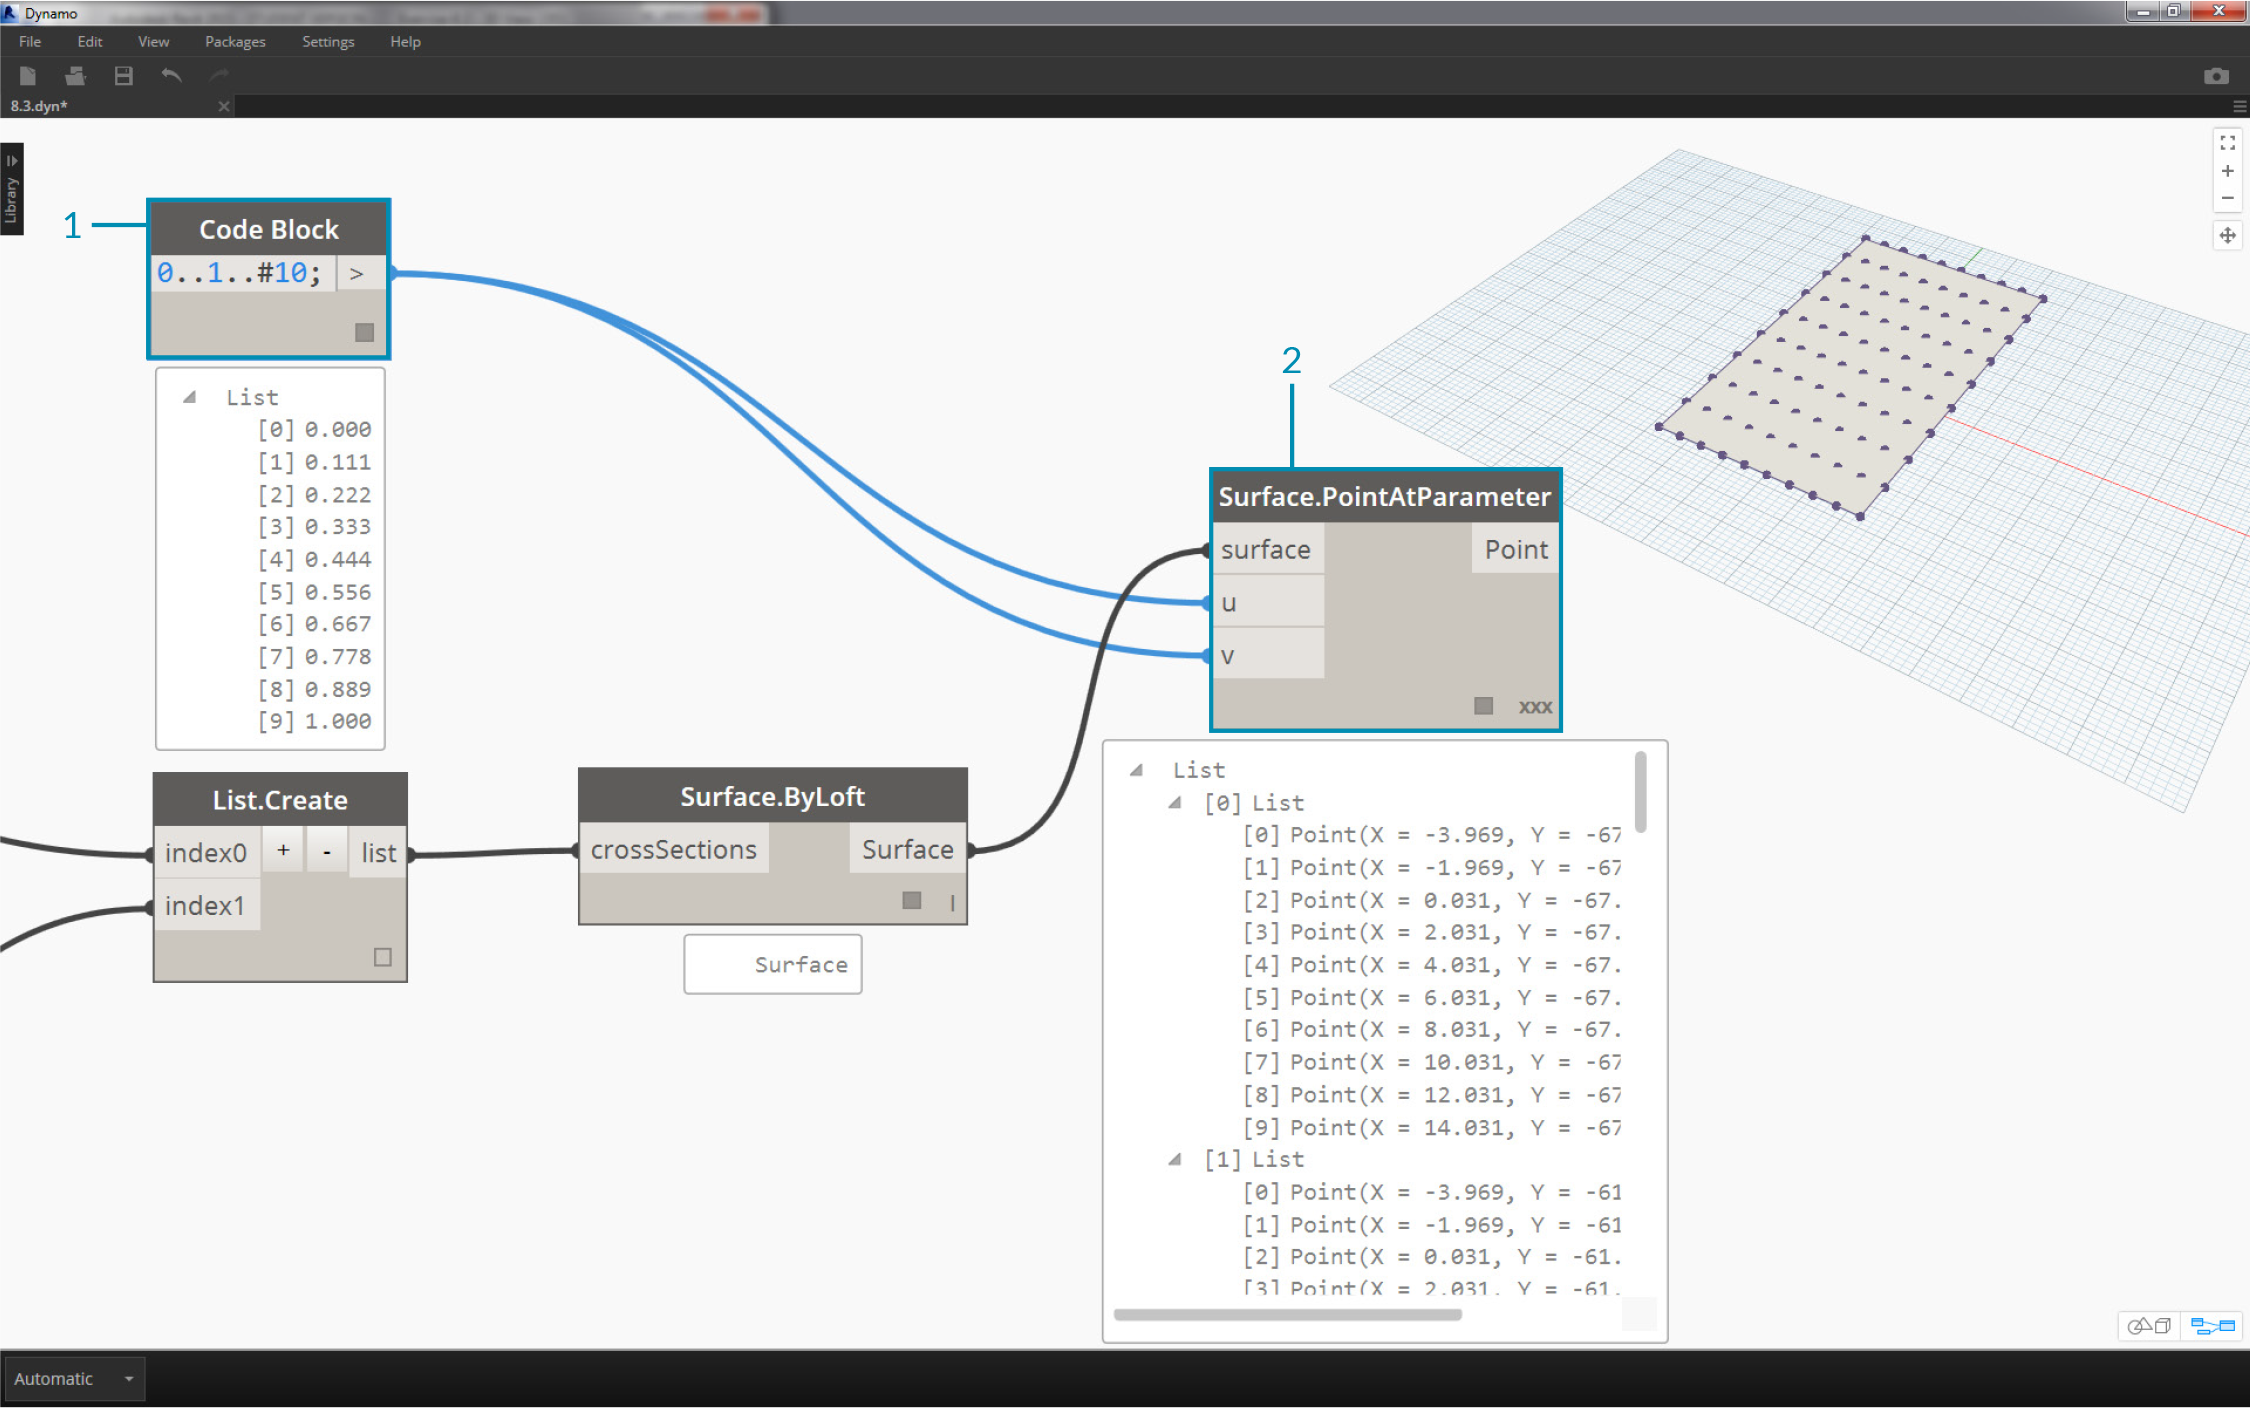 Dynamo
File Edit View Packages Settings Help
8.3.dyn*
Library
1
Code Block
0..1..#10; >
List
[0] 0.000
[1] 0.111
[2] 0.222
[3] 0.333
[4] 0.444
[5] 0.556
[6] 0.667
[7] 0.778
[8] 0.889
[9] 1.000
List.Create
index0 + - list
index1
Surface.ByLoft
crossSections Surface
Surface
2
Surface.PointAtParameter
surface Point
u
v
xxx
List
[0] List
[0] Point(X = -3.969, Y = -67
[1] Point(X = -1.969, Y = -67
[2] Point(X = 0.031, Y = -67.
[3] Point(X = 2.031, Y = -67.
[4] Point(X = 4.031, Y = -67.
[5] Point(X = 6.031, Y = -67.
[6] Point(X = 8.031, Y = -67.
[7] Point(X = 10.031, Y = -67
[8] Point(X = 12.031, Y = -67
[9] Point(X = 14.031, Y = -67
[1] List
[0] Point(X = -3.969, Y = -61
[1] Point(X = -1.969, Y = -61
[2] Point(X = 0.031, Y = -61.
[3] Point(X = 2.031, Y = -61.
Automatic